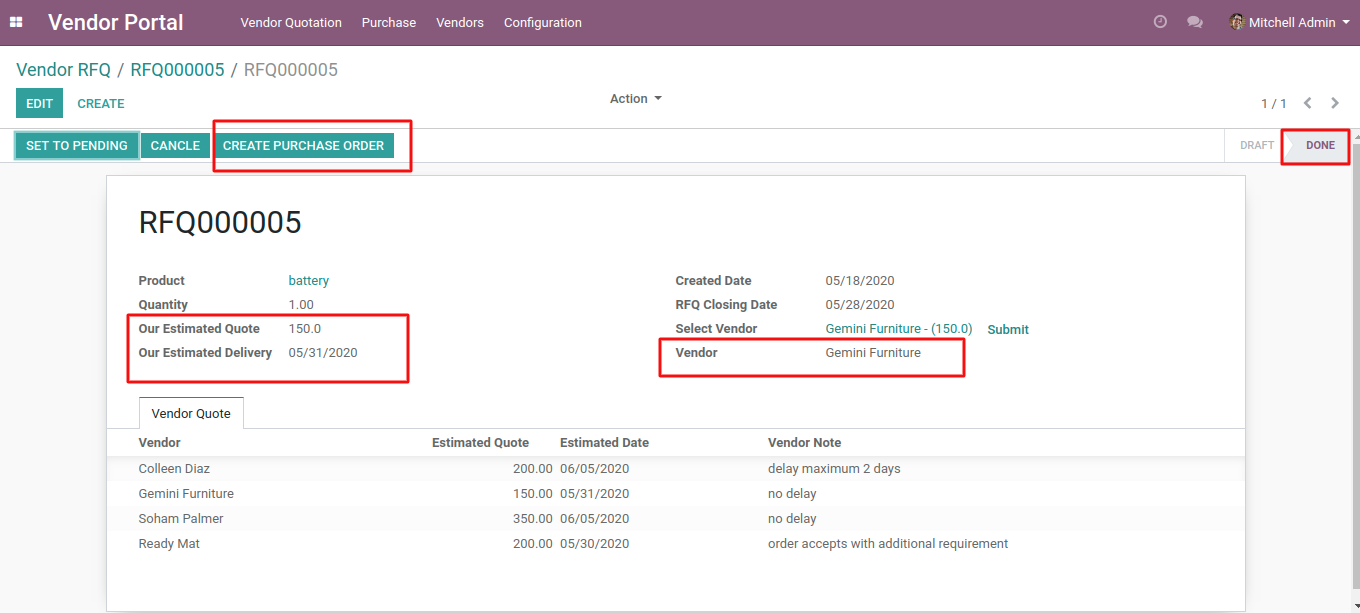 Vendor Portal Vendor Quotation Purchase Vendors Configuration Mitchell Admin
Vendor RFQ / RFQ000005 / RFQ000005
EDIT CREATE Action 1 / 1
SET TO PENDING CANCLE CREATE PURCHASE ORDER DRAFT DONE
RFQ000005
Product battery Created Date 05/18/2020
Quantity 1.00 RFQ Closing Date 05/28/2020
Our Estimated Quote 150.0 Select Vendor Gemini Furniture - (150.0) Submit
Our Estimated Delivery 05/31/2020 Vendor Gemini Furniture
Vendor Quote
Vendor Estimated Quote Estimated Date Vendor Note
Colleen Diaz 200.00 06/05/2020 delay maximum 2 days
Gemini Furniture 150.00 05/31/2020 no delay
Soham Palmer 350.00 06/05/2020 no delay
Ready Mat 200.00 05/30/2020 order accepts with additional requirement